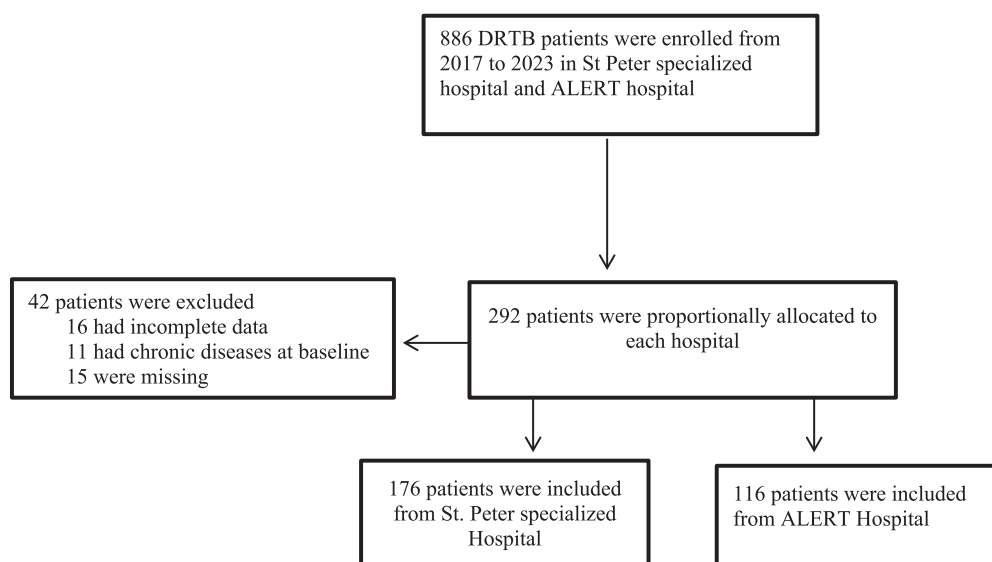 886 DRTB patients were enrolled from
2017 to 2023 in St Peter specialized
hospital and ALERT hospital
42 patients were excluded
16 had incomplete data
11 had chronic diseases at baseline
15 were missing
292 patients were proportionally allocated to
each hospital
176 patients were included
from St. Peter specialized
Hospital
116 patients were included
from ALERT Hospital